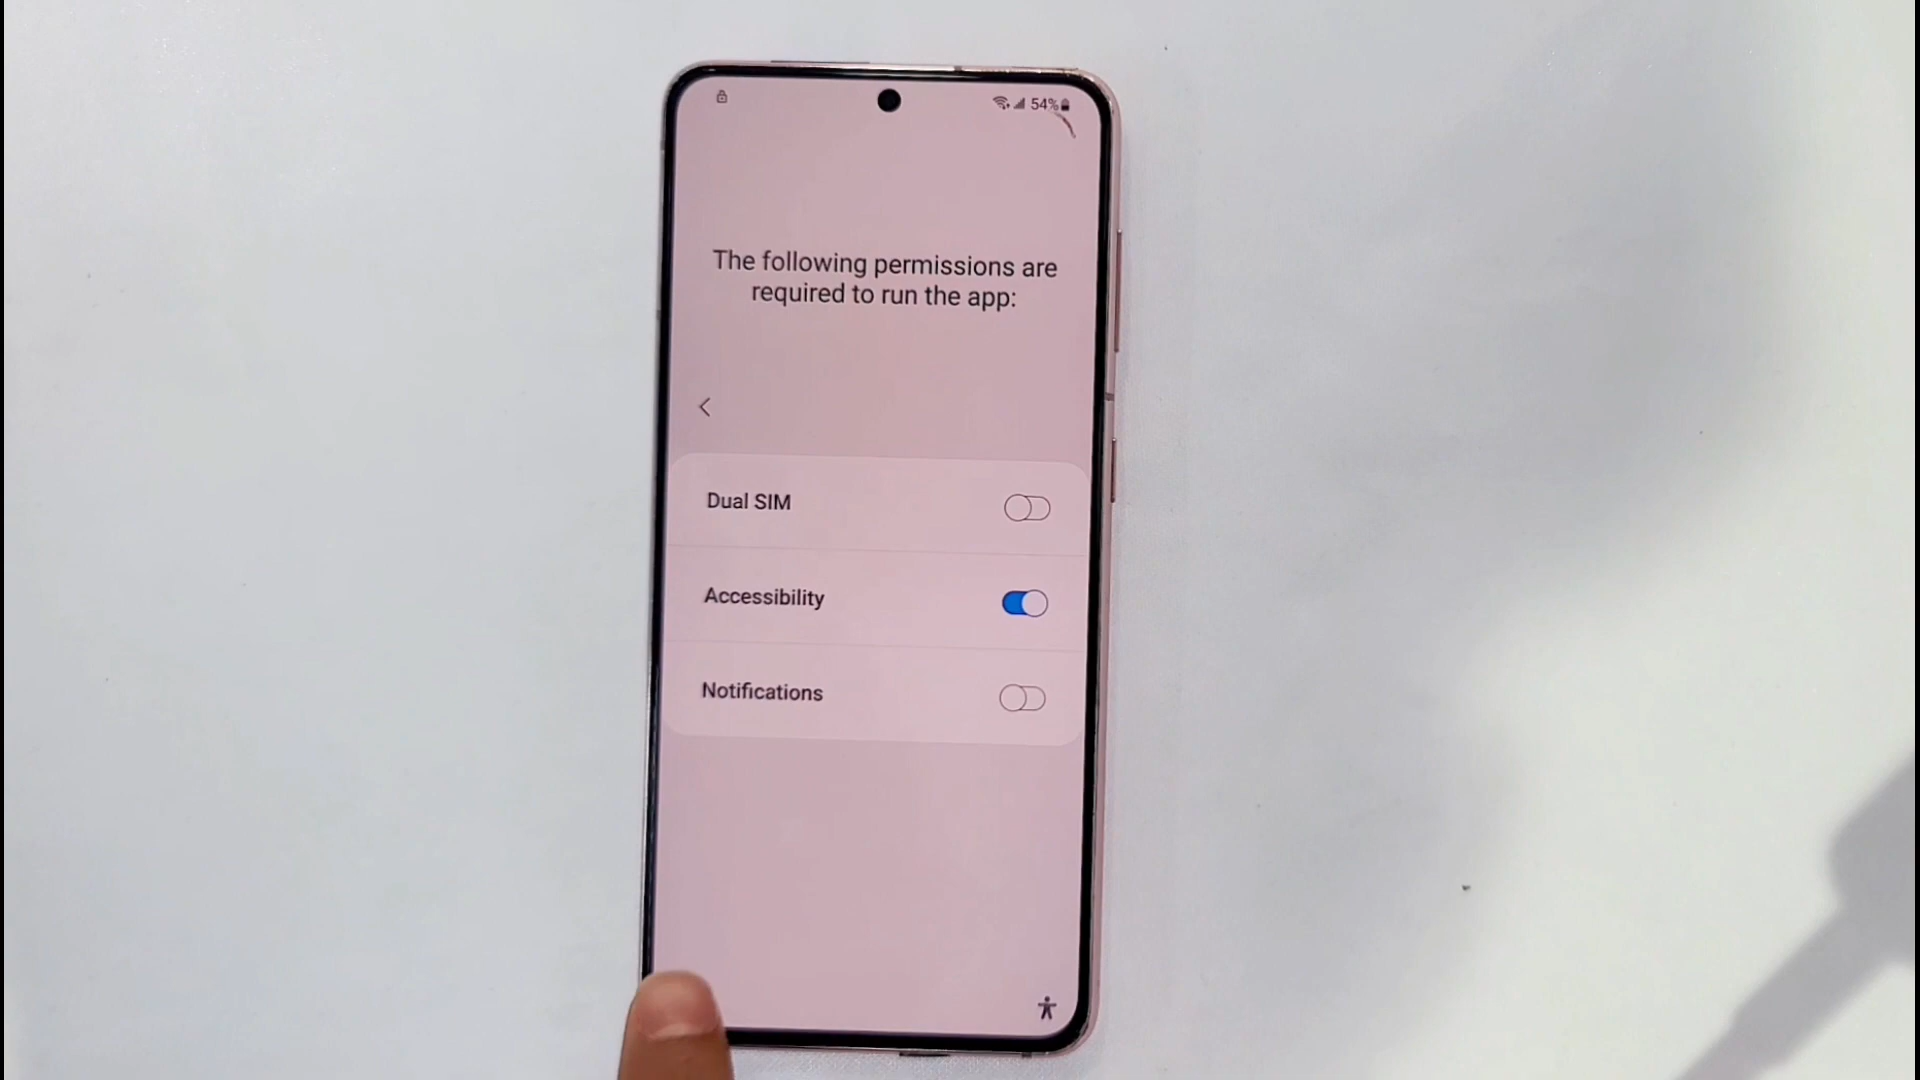 54%
The following permissions are
required to run the app:
Dual SIM
Accessibility
Notifications